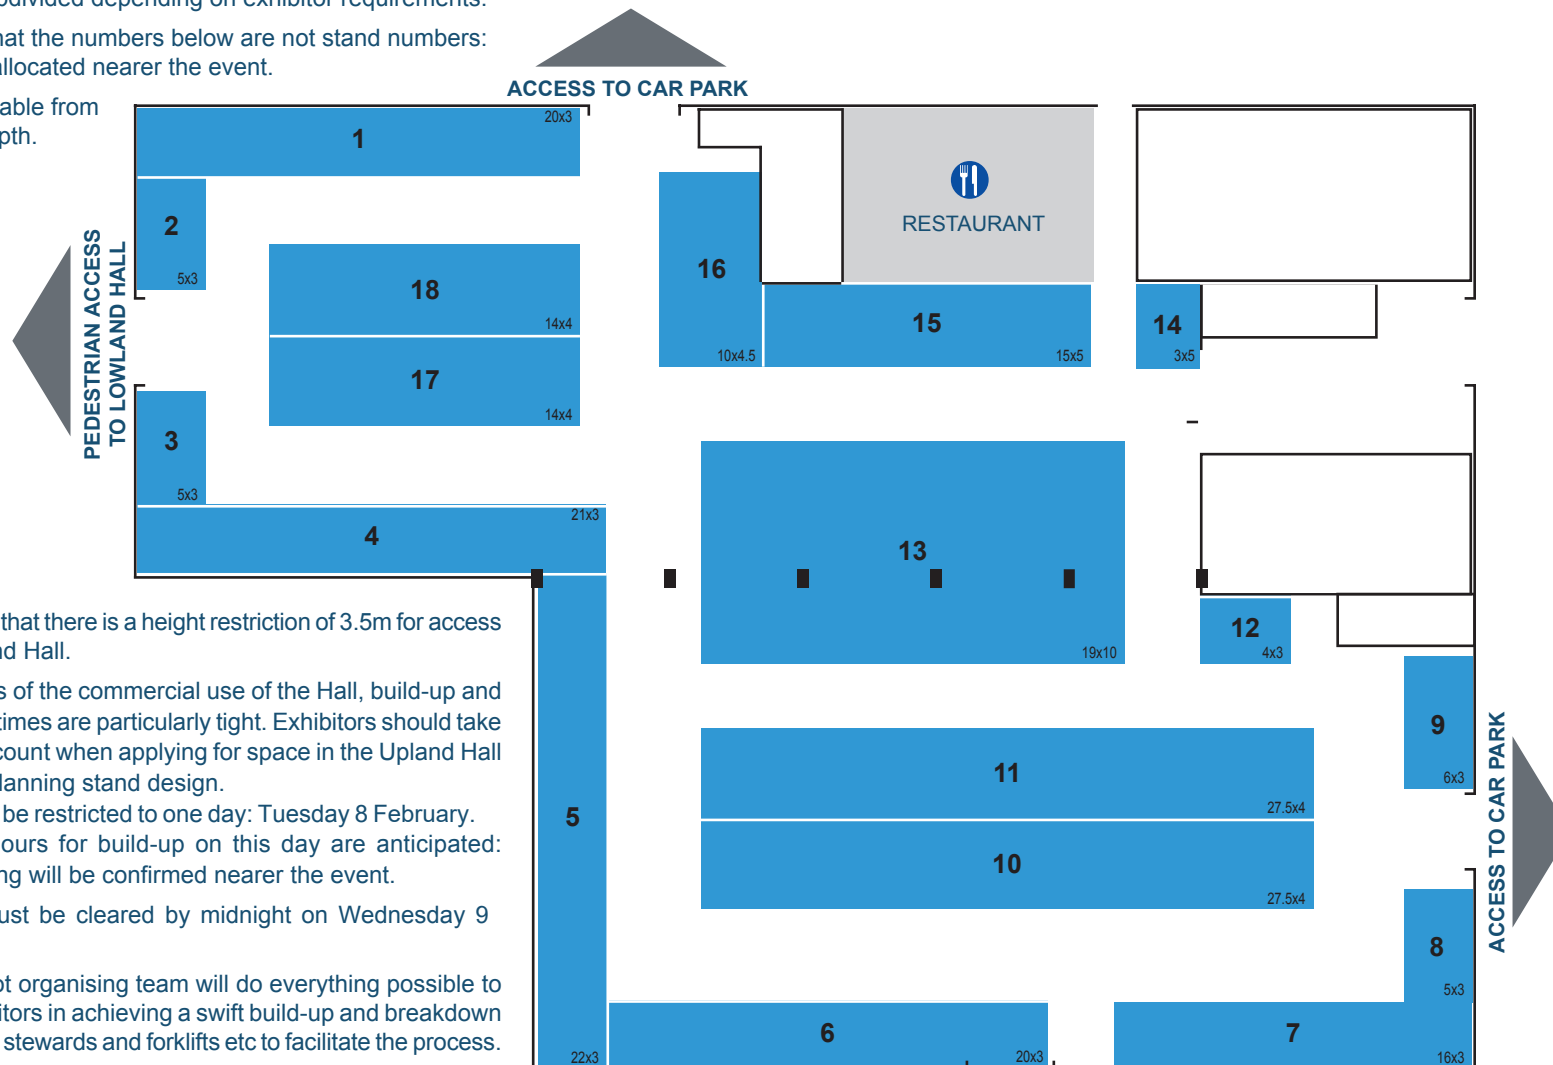 depending on exhibitor requirements.
hat the numbers below are not stand numbers:
allocated nearer the event.
able from
pth.
ACCESS TO CAR PARK
1
20x3
2
5x3
PEDESTRIAN ACCESS
TO LOWLAND HALL
18
14x4
17
14x4
16
10x4.5
RESTAURANT
15
15x5
14
3x5
3
5x3
4
21x3
13
19x10
12
4x3
that there is a height restriction of 3.5m for access
nd Hall.
s of the commercial use of the Hall, build-up and
times are particularly tight. Exhibitors should take
count when applying for space in the Upland Hall
lanning stand design.
be restricted to one day: Tuesday 8 February.
ours for build-up on this day are anticipated:
ng will be confirmed nearer the event.
ust be cleared by midnight on Wednesday 9
ot organising team will do everything possible to
itors in achieving a swift build-up and breakdown
stewards and forklifts etc to facilitate the process.
5
22x3
11
27.5x4
10
27.5x4
9
6x3
ACCESS TO CAR PARK
8
5x3
6
20x3
7
16x3